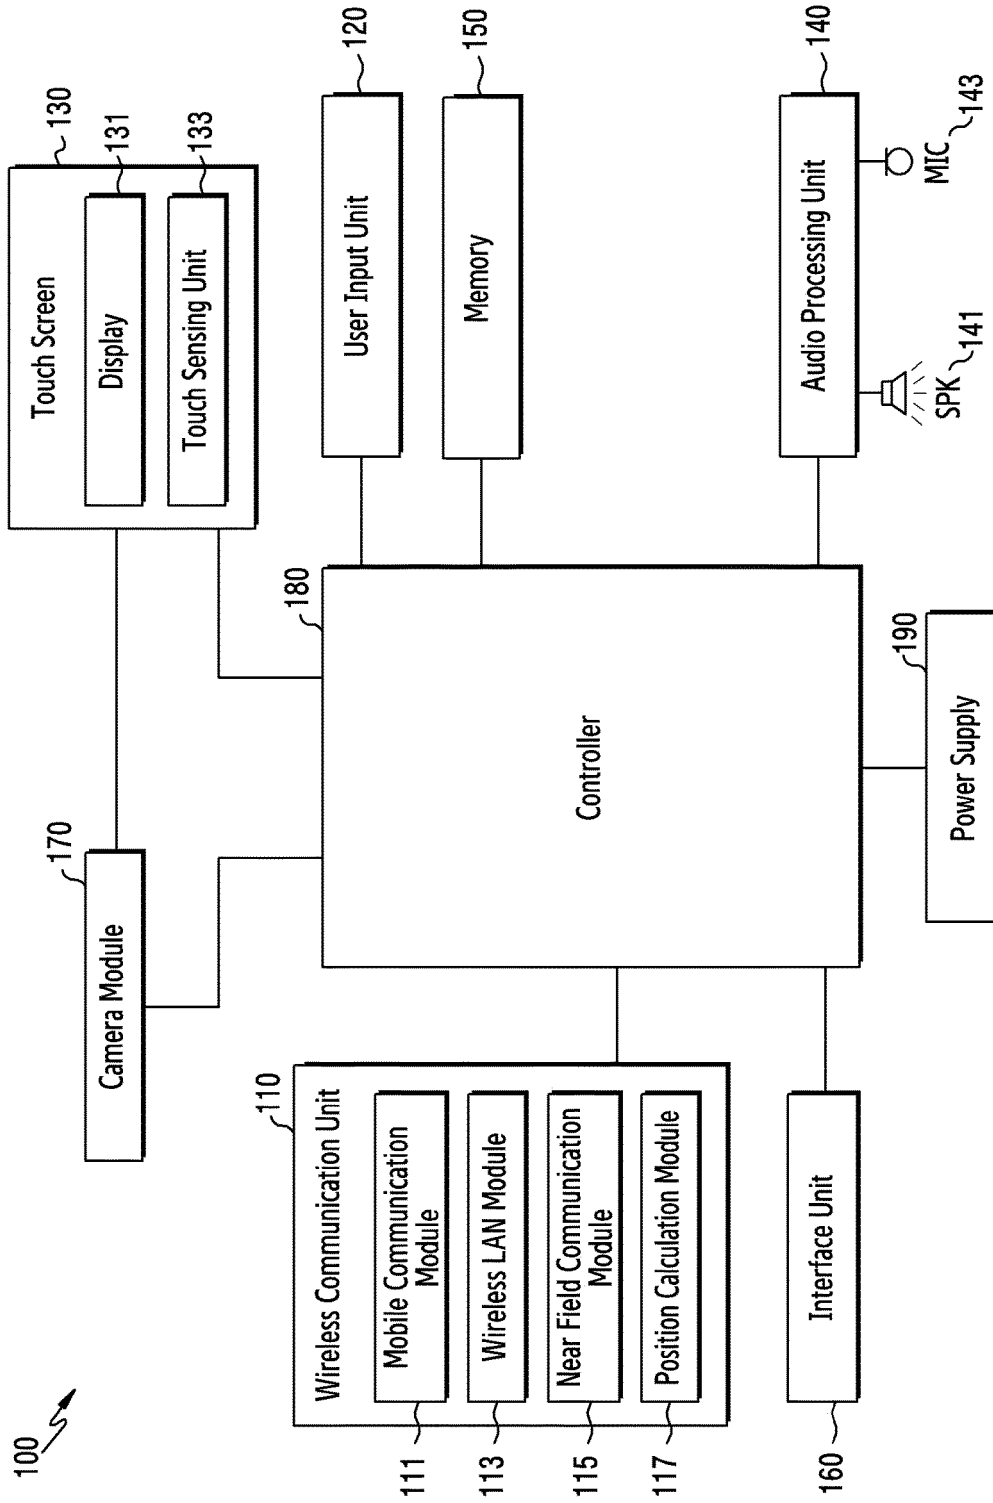 100
110
Wireless Communication Unit
111
Mobile Communication
Module
113
Wireless LAN Module
115
Near Field Communication
Module
117
Position Calculation Module
160
Interface Unit
170
Camera Module
180
Controller
190
Power Supply
130
Touch Screen
131
Display
133
Touch Sensing Unit
120
User Input Unit
150
Memory
140
Audio Processing Unit
SPK
141
MIC
143